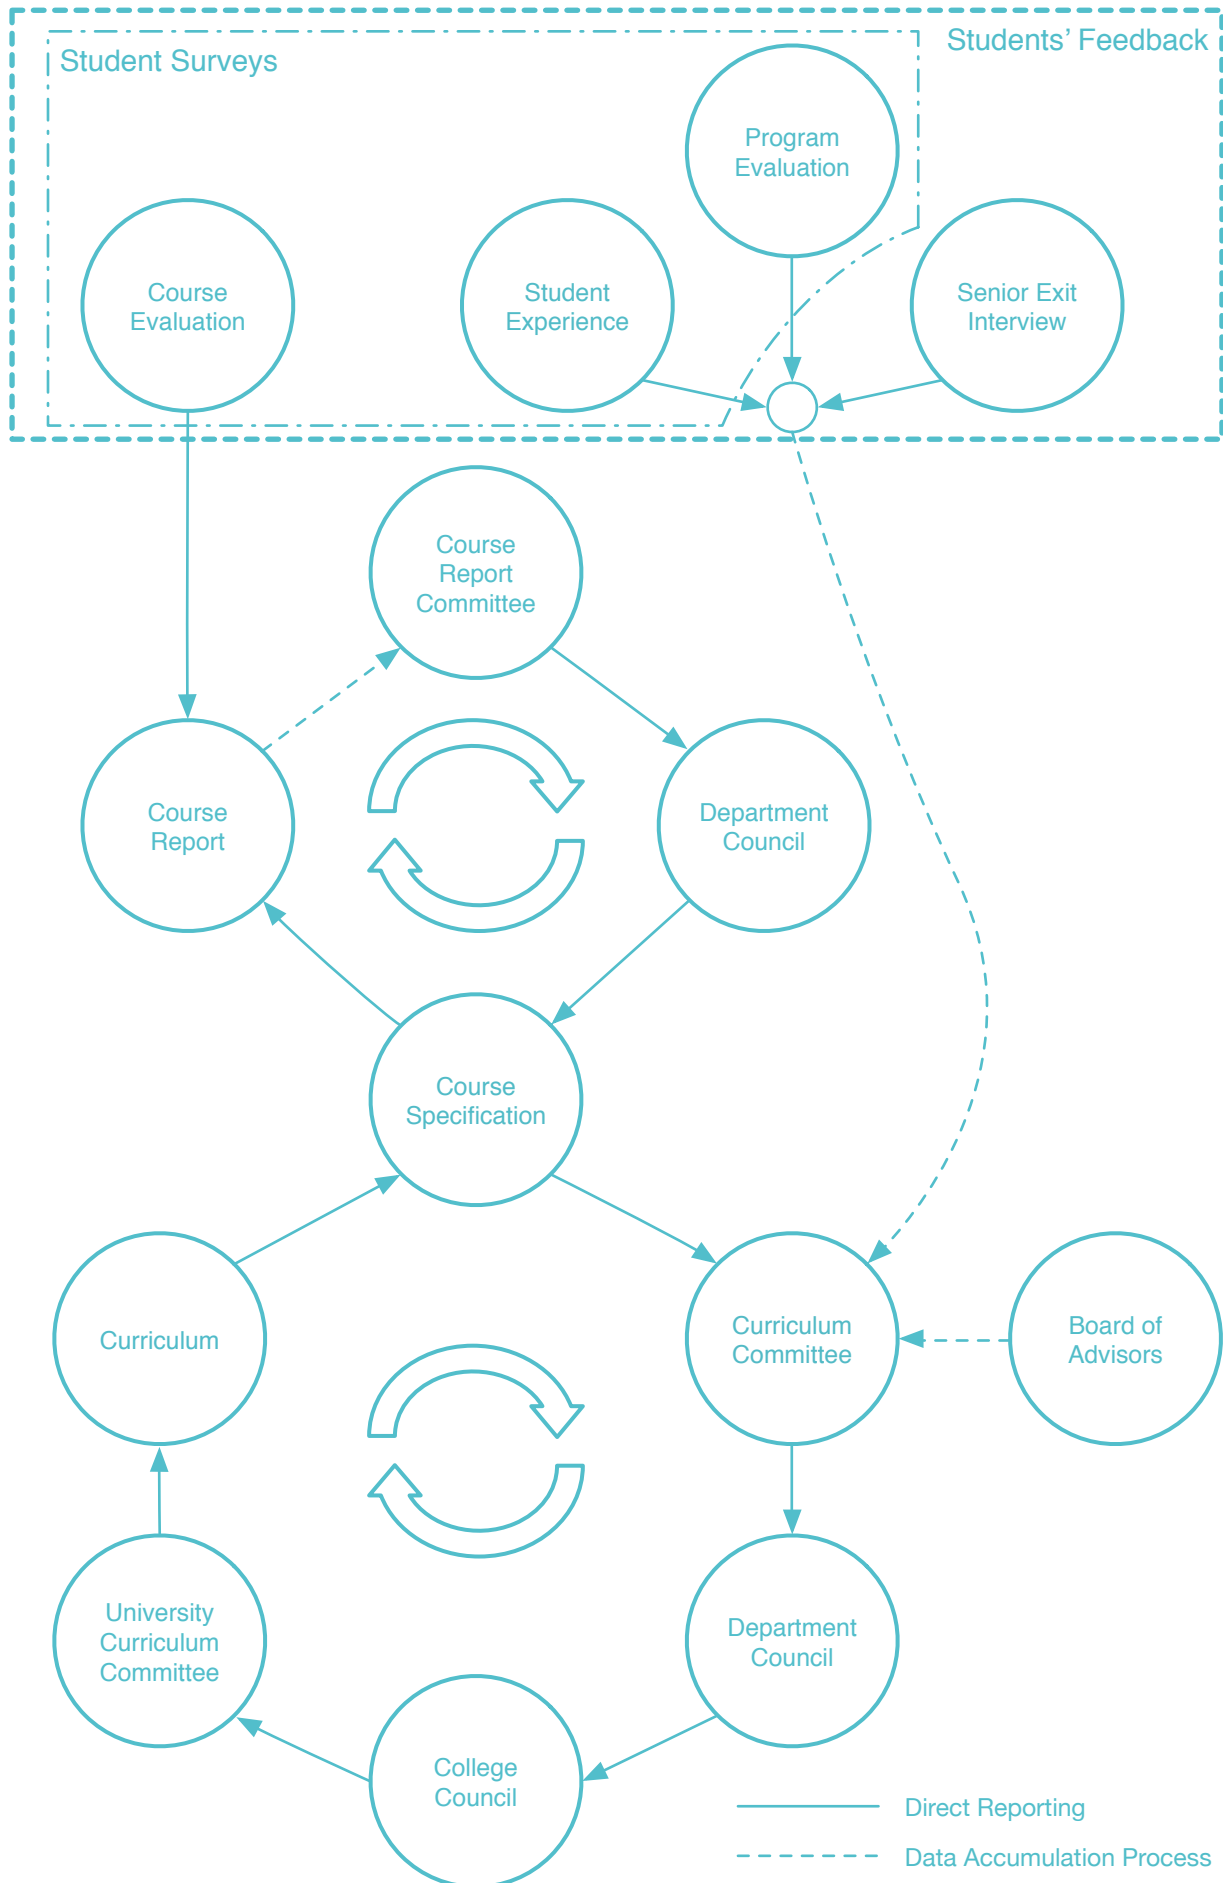 Students’ Feedback
Student Surveys
Program
Evaluation
Course
Evaluation
Student
Experience
Senior Exit
Interview
Course
Report
Committee
Course
Report
Department
Council
Course
Specification
Curriculum
Curriculum
Committee
Board of
Advisors
University
Curriculum
Committee
Department
Council
College
Council
Direct Reporting
Data Accumulation Process